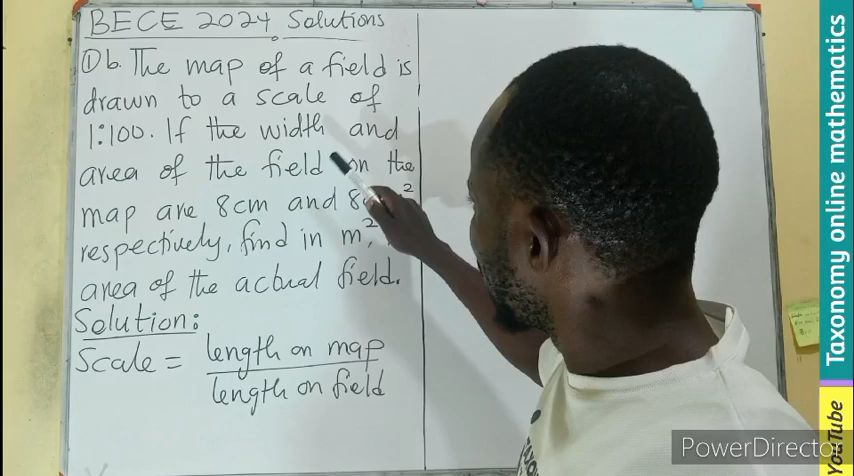 BECE 2024 Solutions
① b. The map of a field is
drawn to a scale of
1:100. If the width and
area of the field on the
map are 8cm and 8 2
respectively, find in m²,
area of the actual field.
Solution:
Scale = length on map
length on field
Taxonomy online mathematics
YouTube
PowerDirector